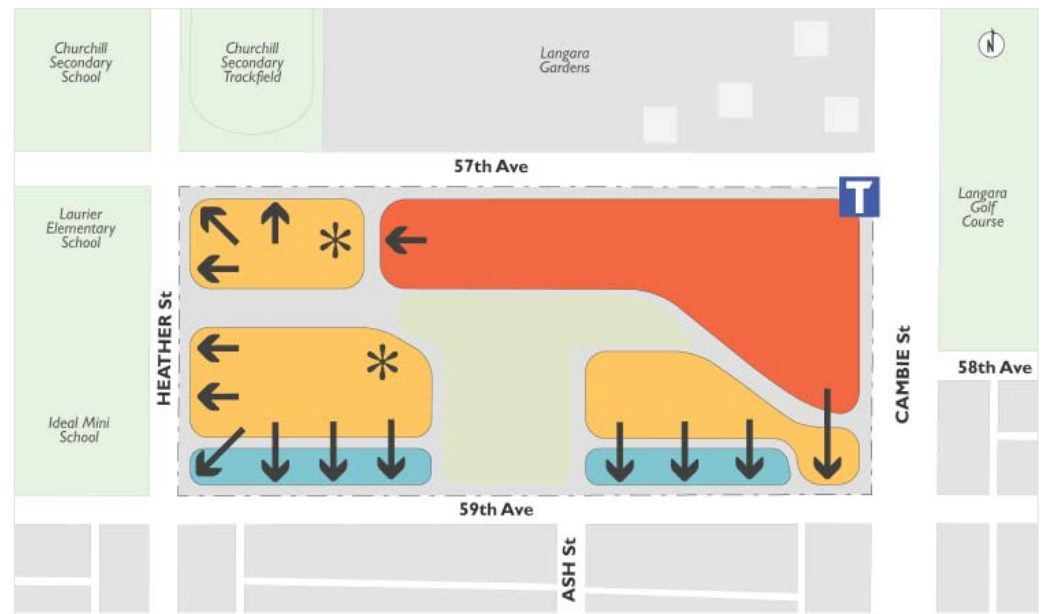 Churchill
Secondary
School
Churchill
Secondary
Trackfield
Langara
Gardens
N
57th Ave
T
Laurier
Elementary
School
Langara
Golf
Course
HEATHER St
CAMBIE St
58th Ave
Ideal Mini
School
59th Ave
ASH St